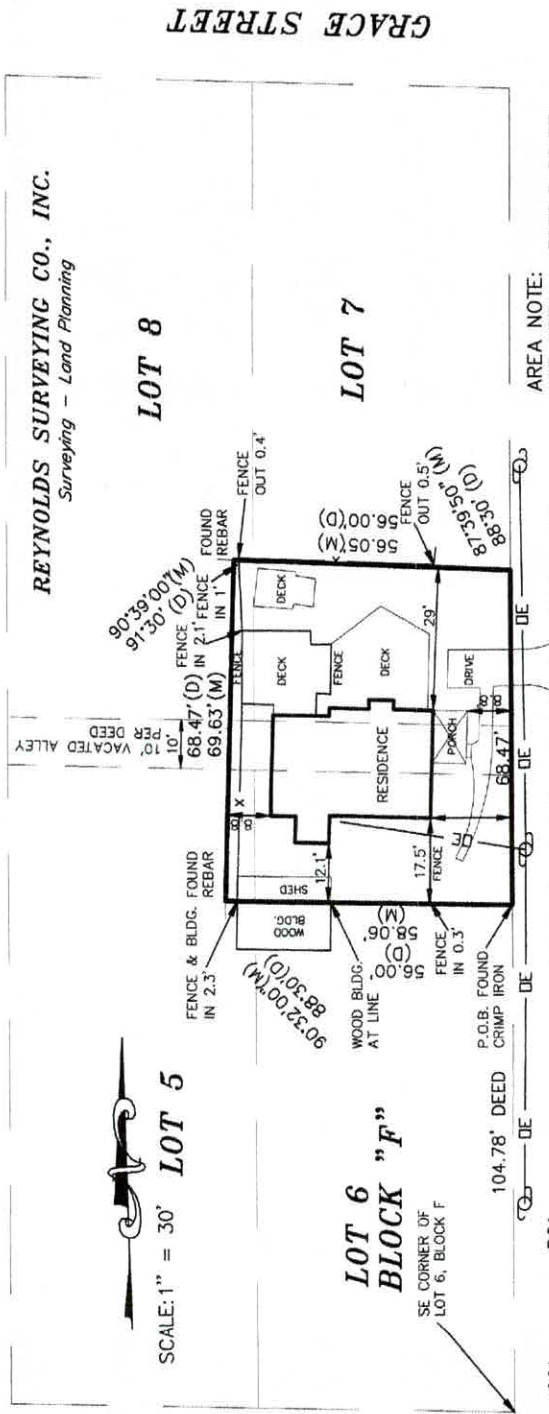 GRACE STREET
REYNOLDS SURVEYING CO., INC.
Surveying – Land Planning
LOT 8
LOT 7
AREA NOTE:
FENCE
OUT 0.4'
FOUND
REBAR
90°39'00"(M)
91°30' (D)
FENCE
IN 1'
FENCE
IN 2.1'
56.05'(M)
56.00'(D)
FENCE
OUT 0.5'
87°39'50" (M)
88°30' (D)
10' VACATED ALLEY
PER DEED
10'
68.47' (D)
69.63' (M)
FENCE
DECK
DECK
FENCE
DECK
29'
DRIVE
PORCH
8.8'
68.47'
RESIDENCE
8.8'
X
OE
SHED
12.1'
17.5'
FENCE
WOOD
BLDG.
FENCE & BLDG. FOUND
IN 2.3' REBAR
90°32'00"(M)
88°30'(D)
WOOD BLDG.
AT LINE
56.00'
(D)
58.06'
(M)
FENCE
IN 0.3'
P.O.B. FOUND
CRIMP IRON
OE
OE
OE
OE
104.78' DEED
LOT 5
SCALE: 1" = 30'
LOT 6
BLOCK "F"
SE CORNER OF
LOT 6, BLOCK F